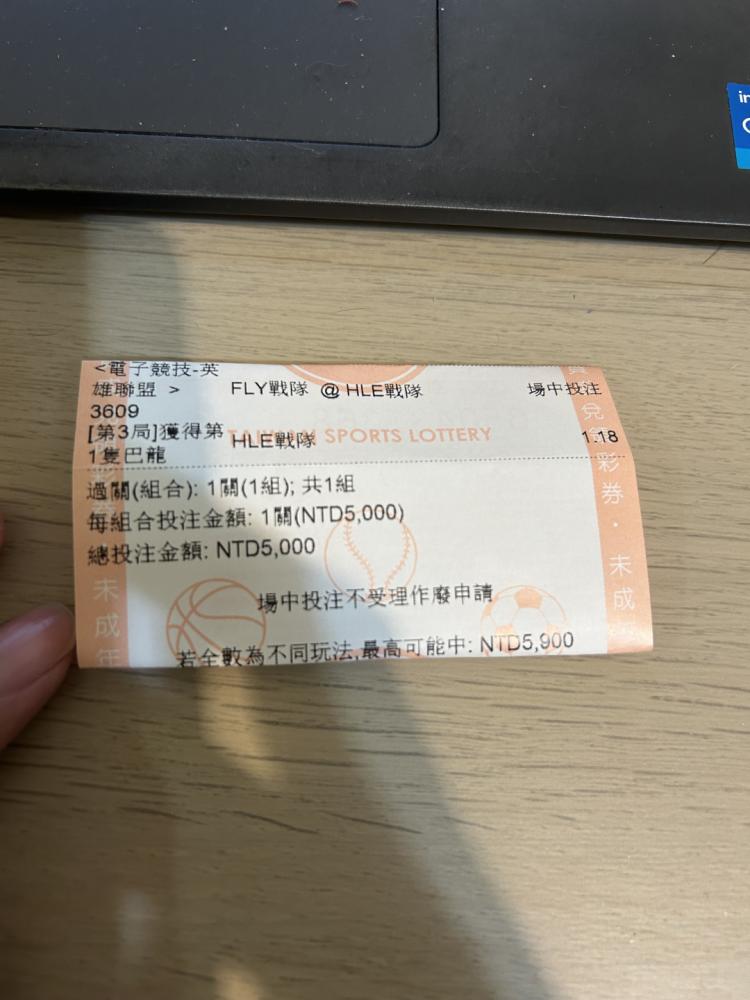 <電子競技-英
雄聯盟 > FLY戰隊 @ HLE戰隊 場中投注
3609
[第3局]獲得第
1隻巴龍 HLE戰隊 1.18
TAIWAN SPORTS LOTTERY
過關(組合): 1關(1組); 共1組
每組合投注金額: 1關(NTD5,000)
總投注金額: NTD5,000
場中投注不受理作廢申請
若全數為不同玩法,最高可能中: NTD5,900
未成年
彩券・未成
in